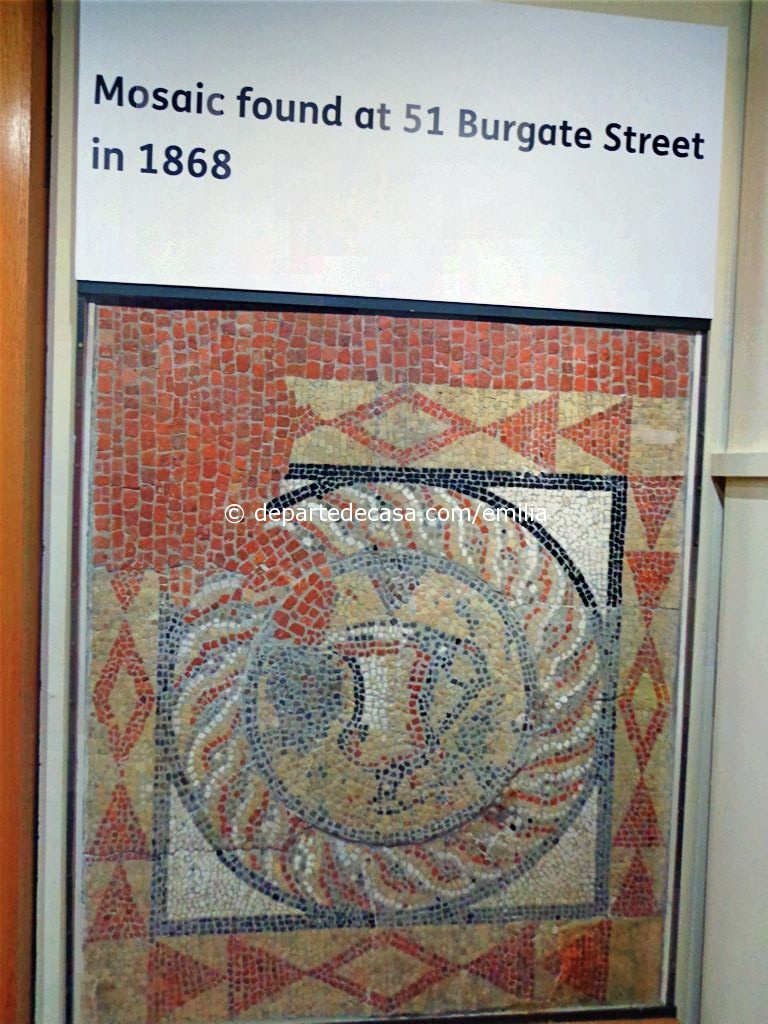 Mosaic found at 51 Burgate Street
in 1868
© departedecasa.com/emilia